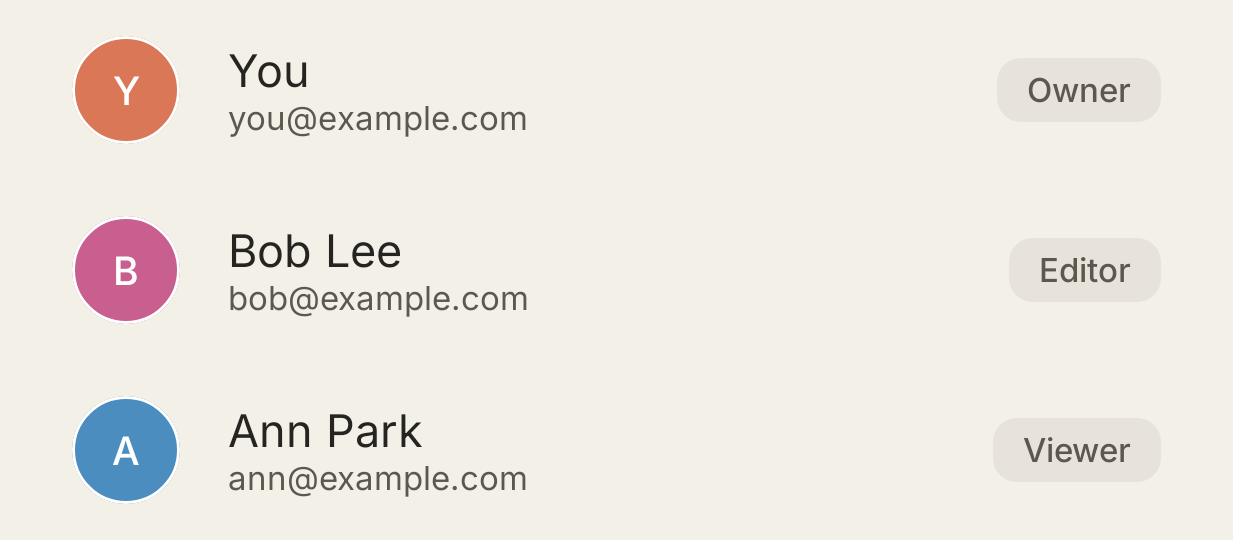 Y
You
you@example.com
Owner
B
Bob Lee
bob@example.com
Editor
A
Ann Park
ann@example.com
Viewer